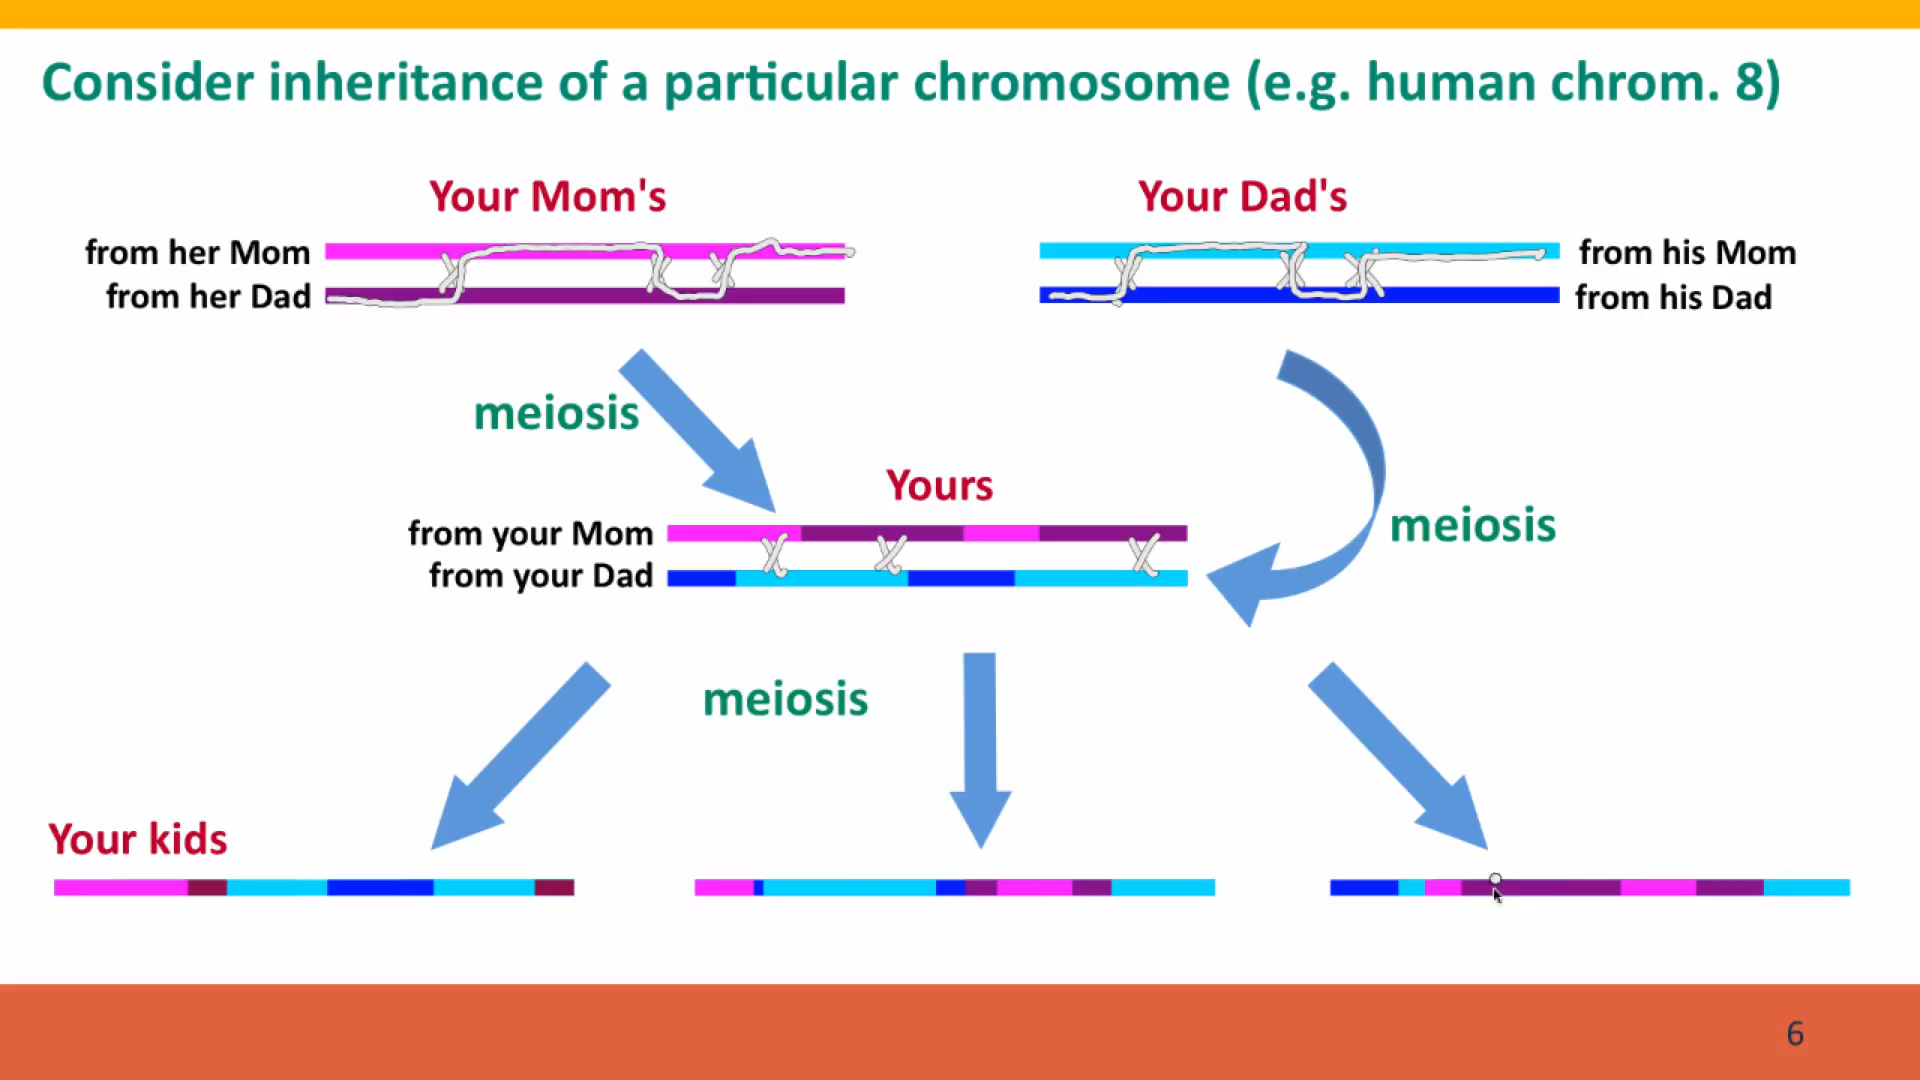 Consider inheritance of a particular chromosome (e.g. human chrom. 8)
Your Mom's
Your Dad's
from her Mom
from her Dad
from his Mom
from his Dad
meiosis
Yours
from your Mom
from your Dad
meiosis
meiosis
Your kids
6